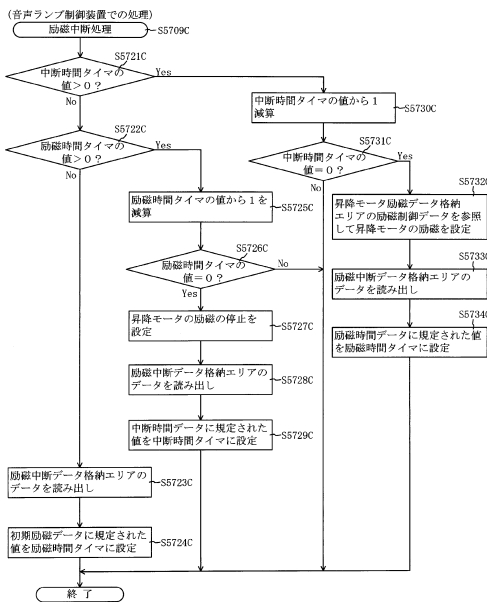 (音声ランプ制御装置での処理)
励磁中断処理
S5709C
S5721C
中断時間タイマの
値>0?
Yes
No
中断時間タイマの値から1
減算
S5730C
S5722C
励磁時間タイマの
値>0?
Yes
No
S5731C
中断時間タイマの
値=0?
Yes
No
励磁時間タイマの値から1を
減算
S5725C
S5732C
昇降モータ励磁データ格納
エリアの励磁制御データを参照
して昇降モータの励磁を設定
S5726C
励磁時間タイマの
値=0?
No
Yes
S5733C
励磁中断データ格納エリアの
データを読み出し
昇降モータの励磁の停止を
設定
S5727C
S5734C
励磁時間データに規定された値
を励磁時間タイマに設定
励磁中断データ格納エリアの
データを読み出し
S5728C
中断時間データに規定された
値を中断時間タイマに設定
S5729C
励磁中断データ格納エリアの
データを読み出し
S5723C
初期励磁データに規定された
値を励磁時間タイマに設定
S5724C
終了